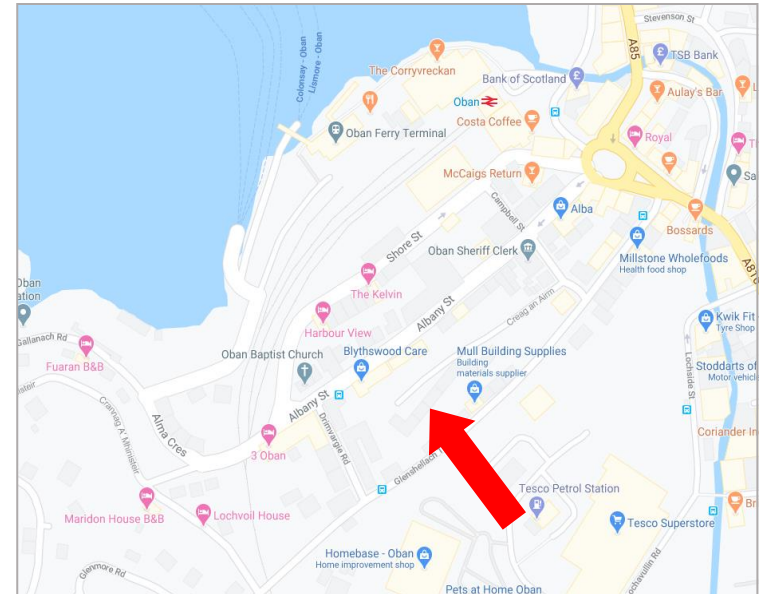 Stevenson St
A85
TSB Bank
The Corryvreckan
Colonsay - Oban
Lismore - Oban
Bank of Scotland
Aulay's Bar
Oban
Costa Coffee
Oban Ferry Terminal
Royal
McCaigs Return
Campbell St
Alba
Bossards
Shore St
Oban Sheriff Clerk
Millstone Wholefoods
Health food shop
A816
The Kelvin
Albany St
Creag an Airm
Harbour View
Kwik Fit
Tyre Shop
Gallanach Rd
Oban Baptist Church
Blythswood Care
Mull Building Supplies
Building
materials supplier
Lochside St
Stoddarts of
Fuaran B&B
Albany St
Drimvargie Rd
Crannag A' Mhinisteir
Alma Cres
3 Oban
Coriander
Glenshellach
Tesco Petrol Station
Maridon House B&B
Lochvoil House
Tesco Superstore
Homebase - Oban
Home improvement shop
Glenmore Rd
Pets at Home Oban